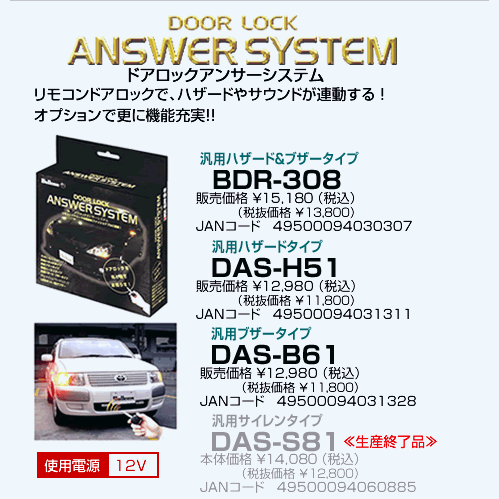 DOOR LOCK
ANSWER SYSTEM
ドアロックアンサーシステム
リモコンドアロックで、ハザードやサウンドが連動する！
オプションで更に機能充実!!
DOOR LOCK
ANSWER SYSTEM
汎用ハザード&ブザータイプ
BDR-308
販売価格 ¥15,180（税込）
（税抜価格 ¥13,800）
JANコード 49500094030307
汎用ハザードタイプ
DAS-H51
販売価格 ¥12,980（税込）
（税抜価格 ¥11,800）
JANコード 49500094031311
汎用ブザータイプ
DAS-B61
販売価格 ¥12,980（税込）
（税抜価格 ¥11,800）
JANコード 49500094031328
汎用サイレンタイプ
DAS-S81 ≪生産終了品≫
本体価格 ¥14,080（税込）
（税抜価格 ¥12,800）
JANコード 49500094060885
使用電源 12V